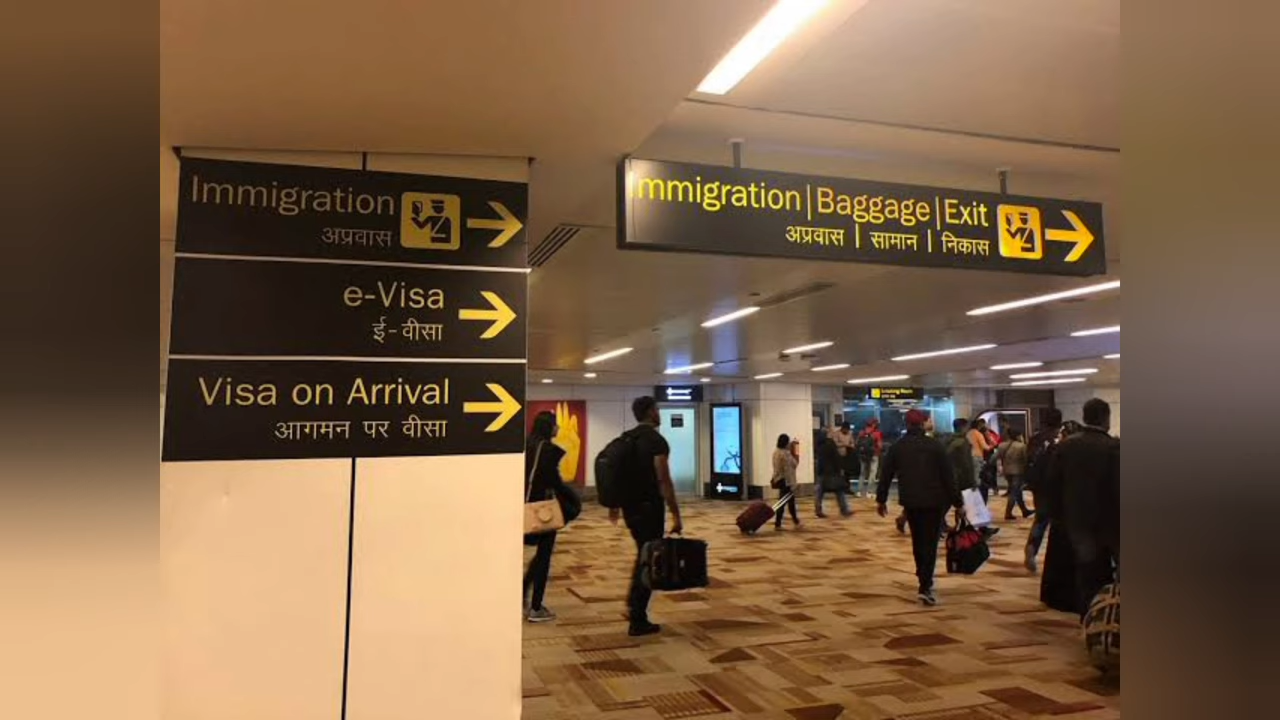 Immigration
अप्रवास
e-Visa
ई-वीसा
Visa on Arrival
आगमन पर वीसा
Immigration|Baggage|Exit
अप्रवास | सामान | निकास